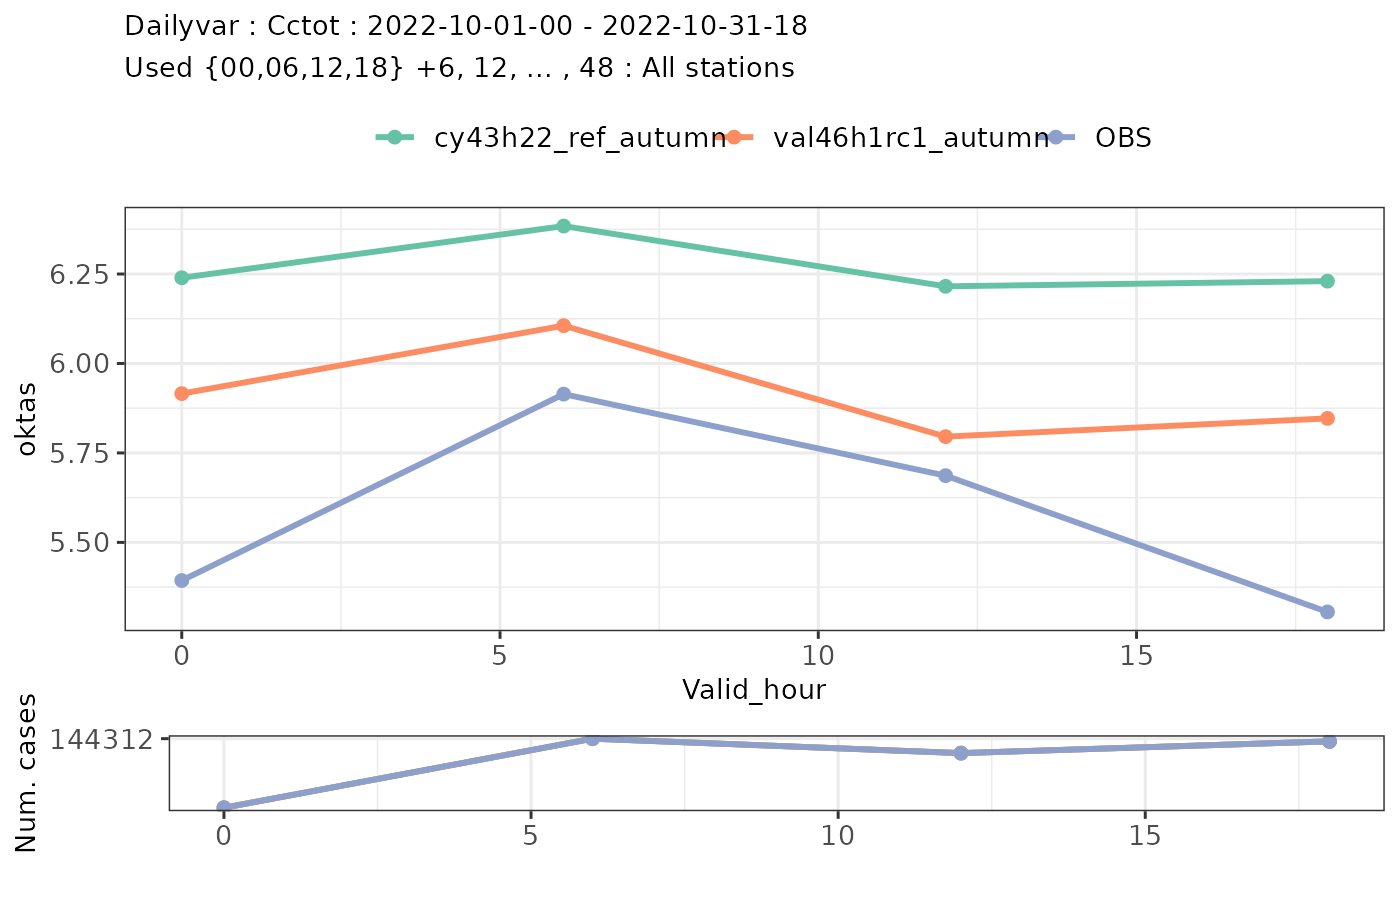 Dailyvar : Cctot : 2022-10-01-00 - 2022-10-31-18
Used {00,06,12,18} +6, 12, ... , 48 : All stations
cy43h22_ref_autumn val46h1rc1_autumn OBS
6.25
6.00
5.75
5.50
oktas
0 5 10 15
Valid_hour
144312
Num. cases
0 5 10 15